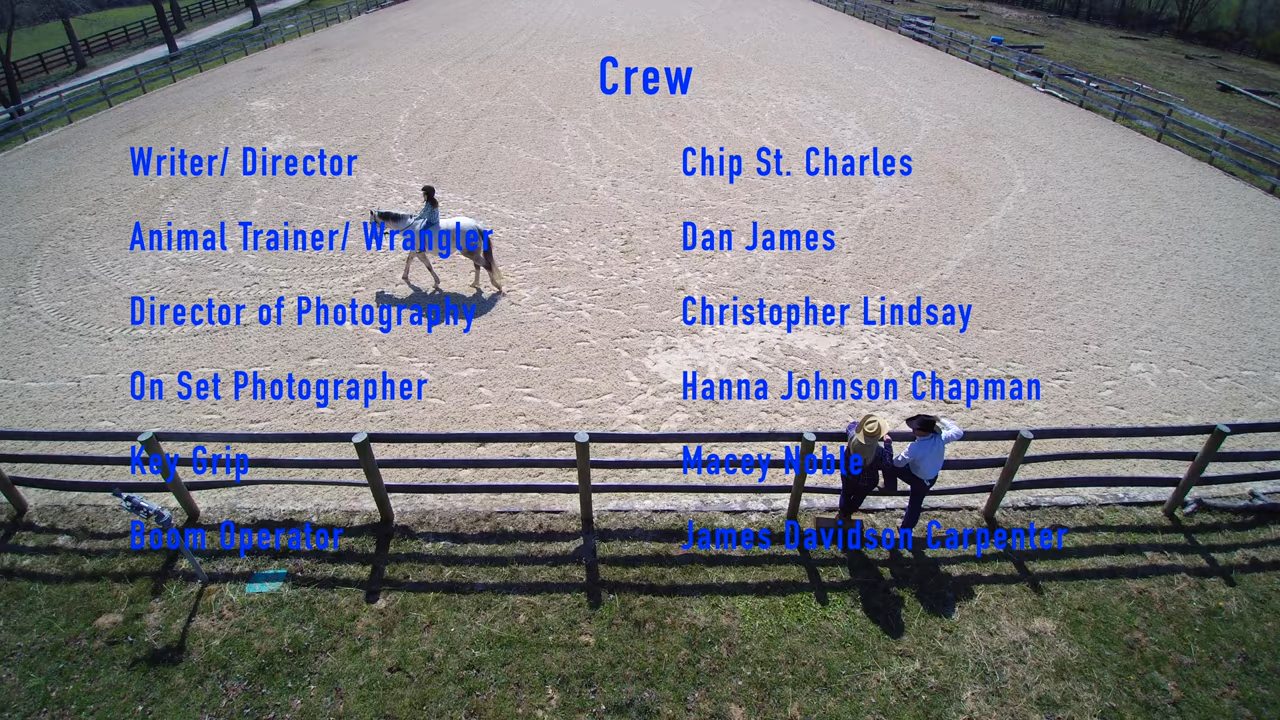 Crew
Writer/ Director Chip St. Charles
Animal Trainer/ Wrangler Dan James
Director of Photography Christopher Lindsay
On Set Photographer Hanna Johnson Chapman
Key Grip Macey Noble
Boom Operator James Davidson Carpenter